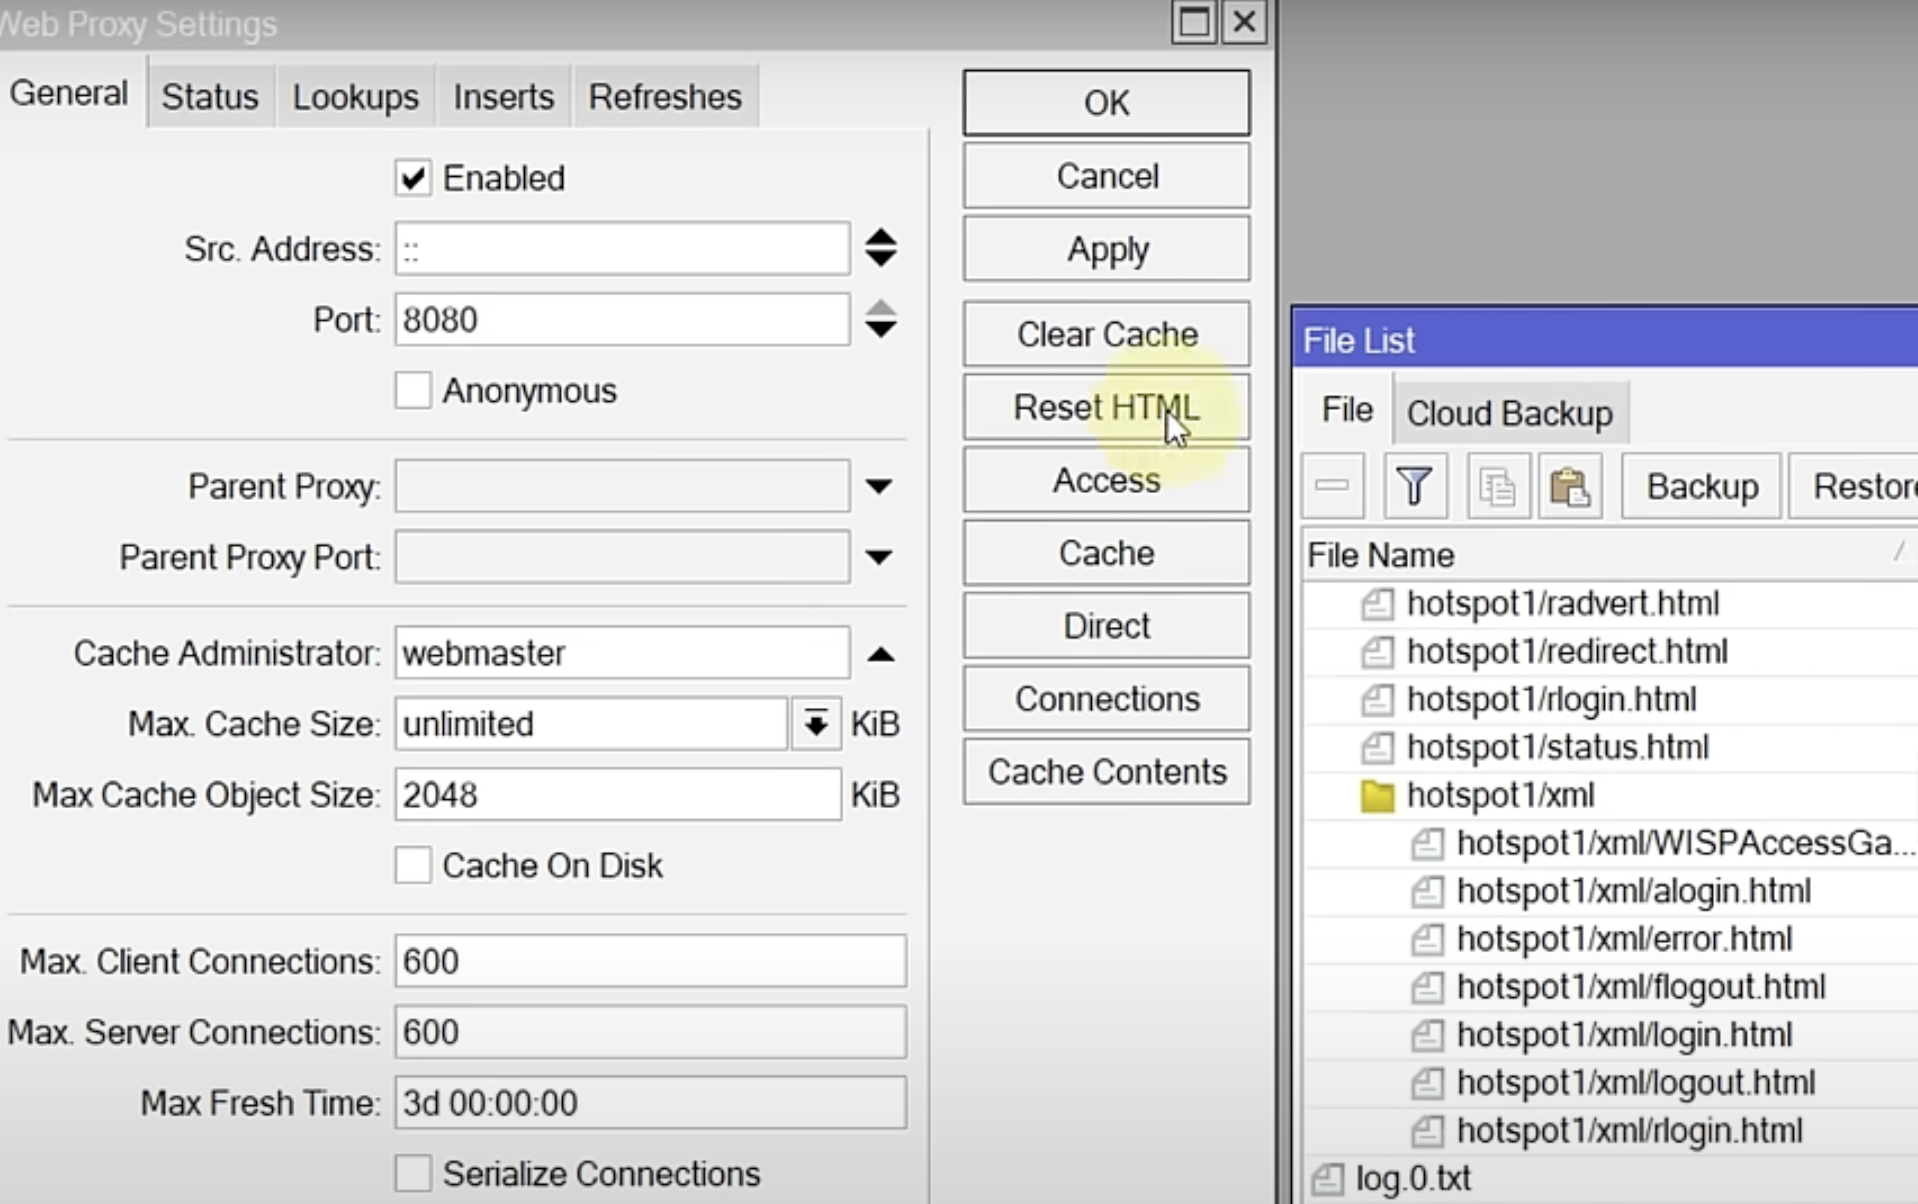 Web Proxy Settings
General Status Lookups Inserts Refreshes
Enabled
Src. Address: ::
Port: 8080
Anonymous
Parent Proxy:
Parent Proxy Port:
Cache Administrator: webmaster
Max. Cache Size: unlimited KiB
Max Cache Object Size: 2048 KiB
Cache On Disk
Max. Client Connections: 600
Max. Server Connections: 600
Max Fresh Time: 3d 00:00:00
Serialize Connections
OK
Cancel
Apply
Clear Cache
Reset HTML
Access
Cache
Direct
Connections
Cache Contents
File List
File Cloud Backup
Backup Restore
File Name
hotspot1/radvert.html
hotspot1/redirect.html
hotspot1/rlogin.html
hotspot1/status.html
hotspot1/xml
hotspot1/xml/WISPAccessGa...
hotspot1/xml/alogin.html
hotspot1/xml/error.html
hotspot1/xml/flogout.html
hotspot1/xml/login.html
hotspot1/xml/logout.html
hotspot1/xml/rlogin.html
log.0.txt